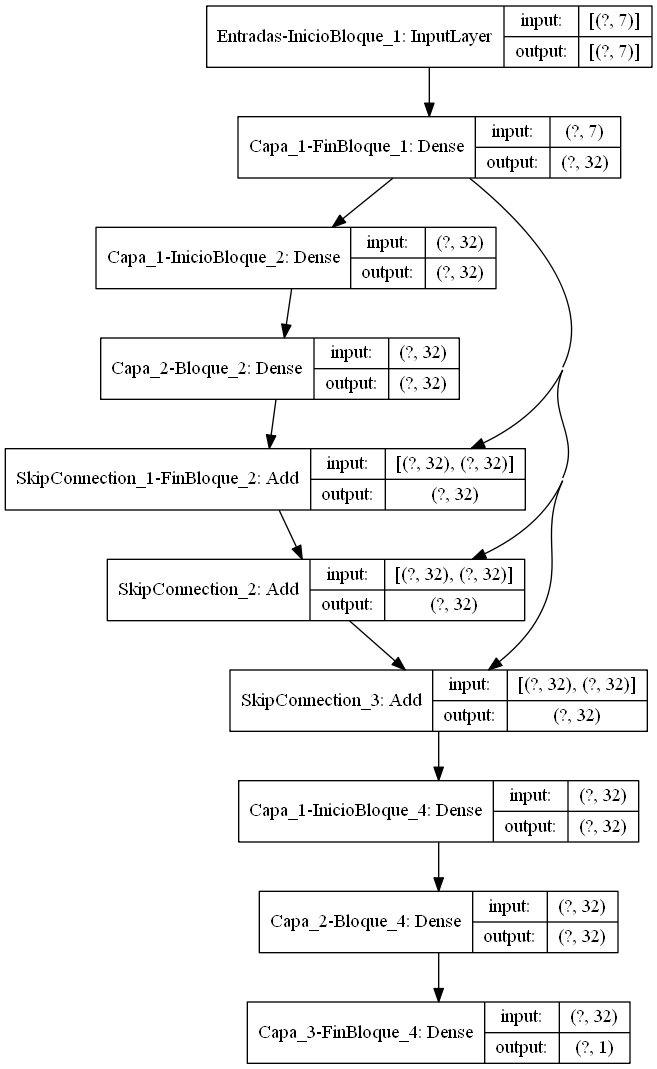 Entradas-InicioBloque_1: InputLayer
input: [(?, 7)]
output: [(?, 7)]
Capa_1-FinBloque_1: Dense
input: (?, 7)
output: (?, 32)
Capa_1-InicioBloque_2: Dense
input: (?, 32)
output: (?, 32)
Capa_2-Bloque_2: Dense
input: (?, 32)
output: (?, 32)
SkipConnection_1-FinBloque_2: Add
input: [(?, 32), (?, 32)]
output: (?, 32)
SkipConnection_2: Add
input: [(?, 32), (?, 32)]
output: (?, 32)
SkipConnection_3: Add
input: [(?, 32), (?, 32)]
output: (?, 32)
Capa_1-InicioBloque_4: Dense
input: (?, 32)
output: (?, 32)
Capa_2-Bloque_4: Dense
input: (?, 32)
output: (?, 32)
Capa_3-FinBloque_4: Dense
input: (?, 32)
output: (?, 1)